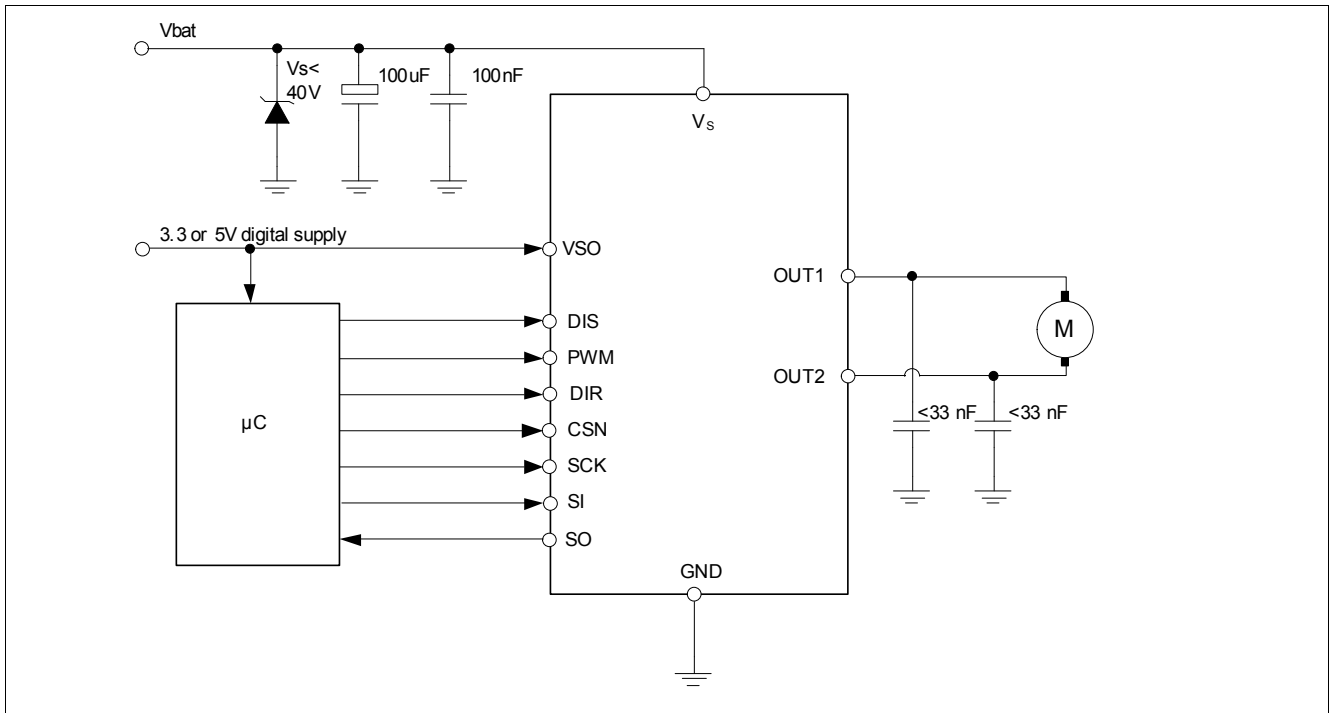 Vbat
Vs<
40V
100uF
100nF
VS
3.3 or 5V digital supply
VSO
OUT1
DIS
M
PWM
OUT2
DIR
<33 nF
<33 nF
µC
CSN
SCK
SI
SO
GND